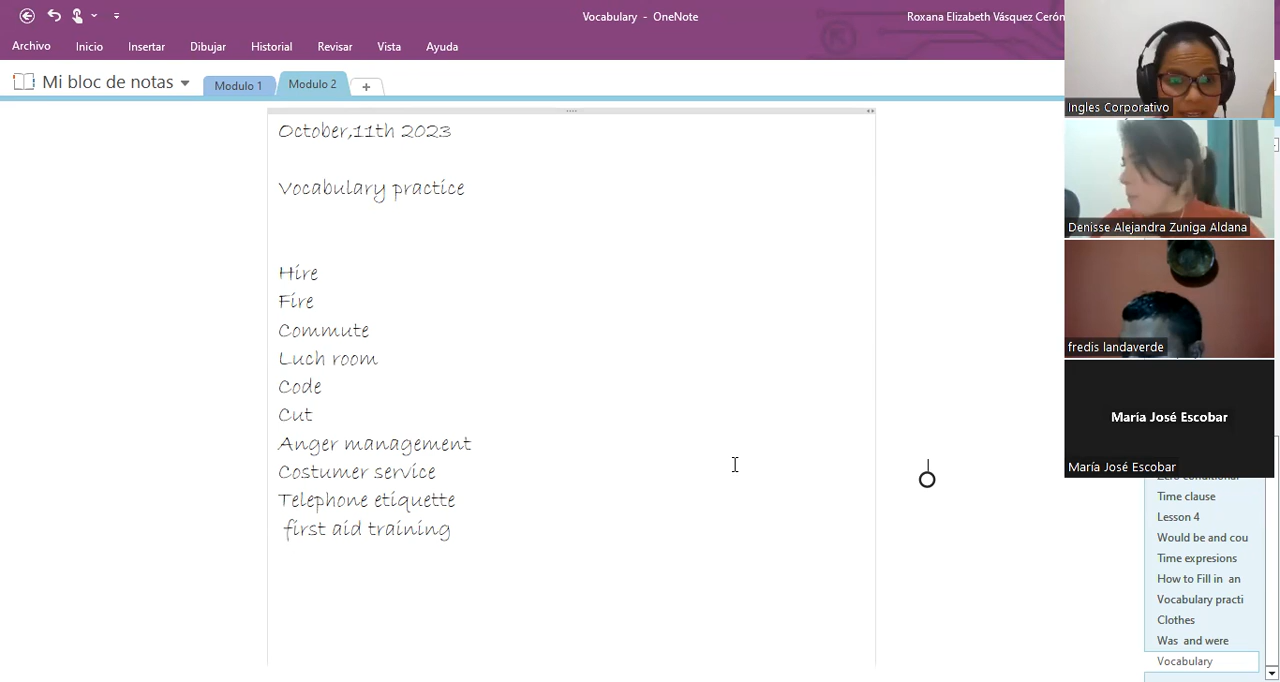 Vocabulary - OneNote
Roxana Elizabeth Vásquez Cerón
Archivo
Inicio
Insertar
Dibujar
Historial
Revisar
Vista
Ayuda
Mi bloc de notas
Modulo 1
Modulo 2
October,11th 2023
Vocabulary practice
Hire
Fire
Commute
Luch room
Code
Cut
Anger management
Costumer service
Telephone etiquette
first aid training
Ingles Corporativo
Denisse Alejandra Zuniga Aldana
fredis landaverde
María José Escobar
María José Escobar
Zero conditional
Time clause
Lesson 4
Would be and cou
Time expresions
How to Fill in an
Vocabulary practi
Clothes
Was and were
Vocabulary